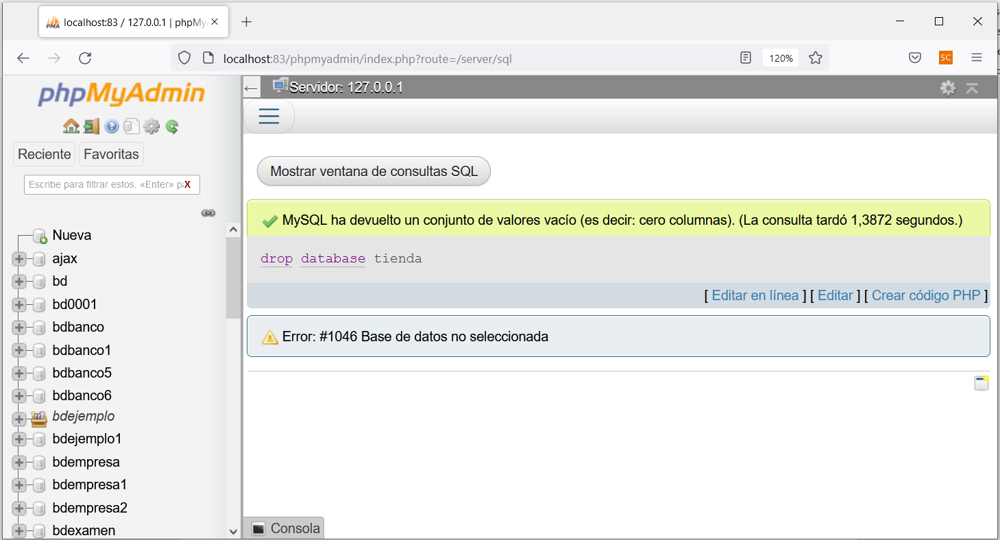 localhost:83 / 127.0.0.1 | phpMy
localhost:83/phpmyadmin/index.php?route=/server/sql
120%
SC
phpMyAdmin
Servidor: 127.0.0.1
Reciente
Favoritas
Escribe para filtrar estos, «Enter» pa
X
Mostrar ventana de consultas SQL
MySQL ha devuelto un conjunto de valores vacío (es decir: cero columnas). (La consulta tardó 1,3872 segundos.)
drop database tienda
[ Editar en línea ] [ Editar ] [ Crear código PHP ]
Error: #1046 Base de datos no seleccionada
Nueva
ajax
bd
bd0001
bdbanco
bdbanco1
bdbanco5
bdbanco6
bdejemplo
bdejemplo1
bdempresa
bdempresa1
bdempresa2
bdexamen
Consola